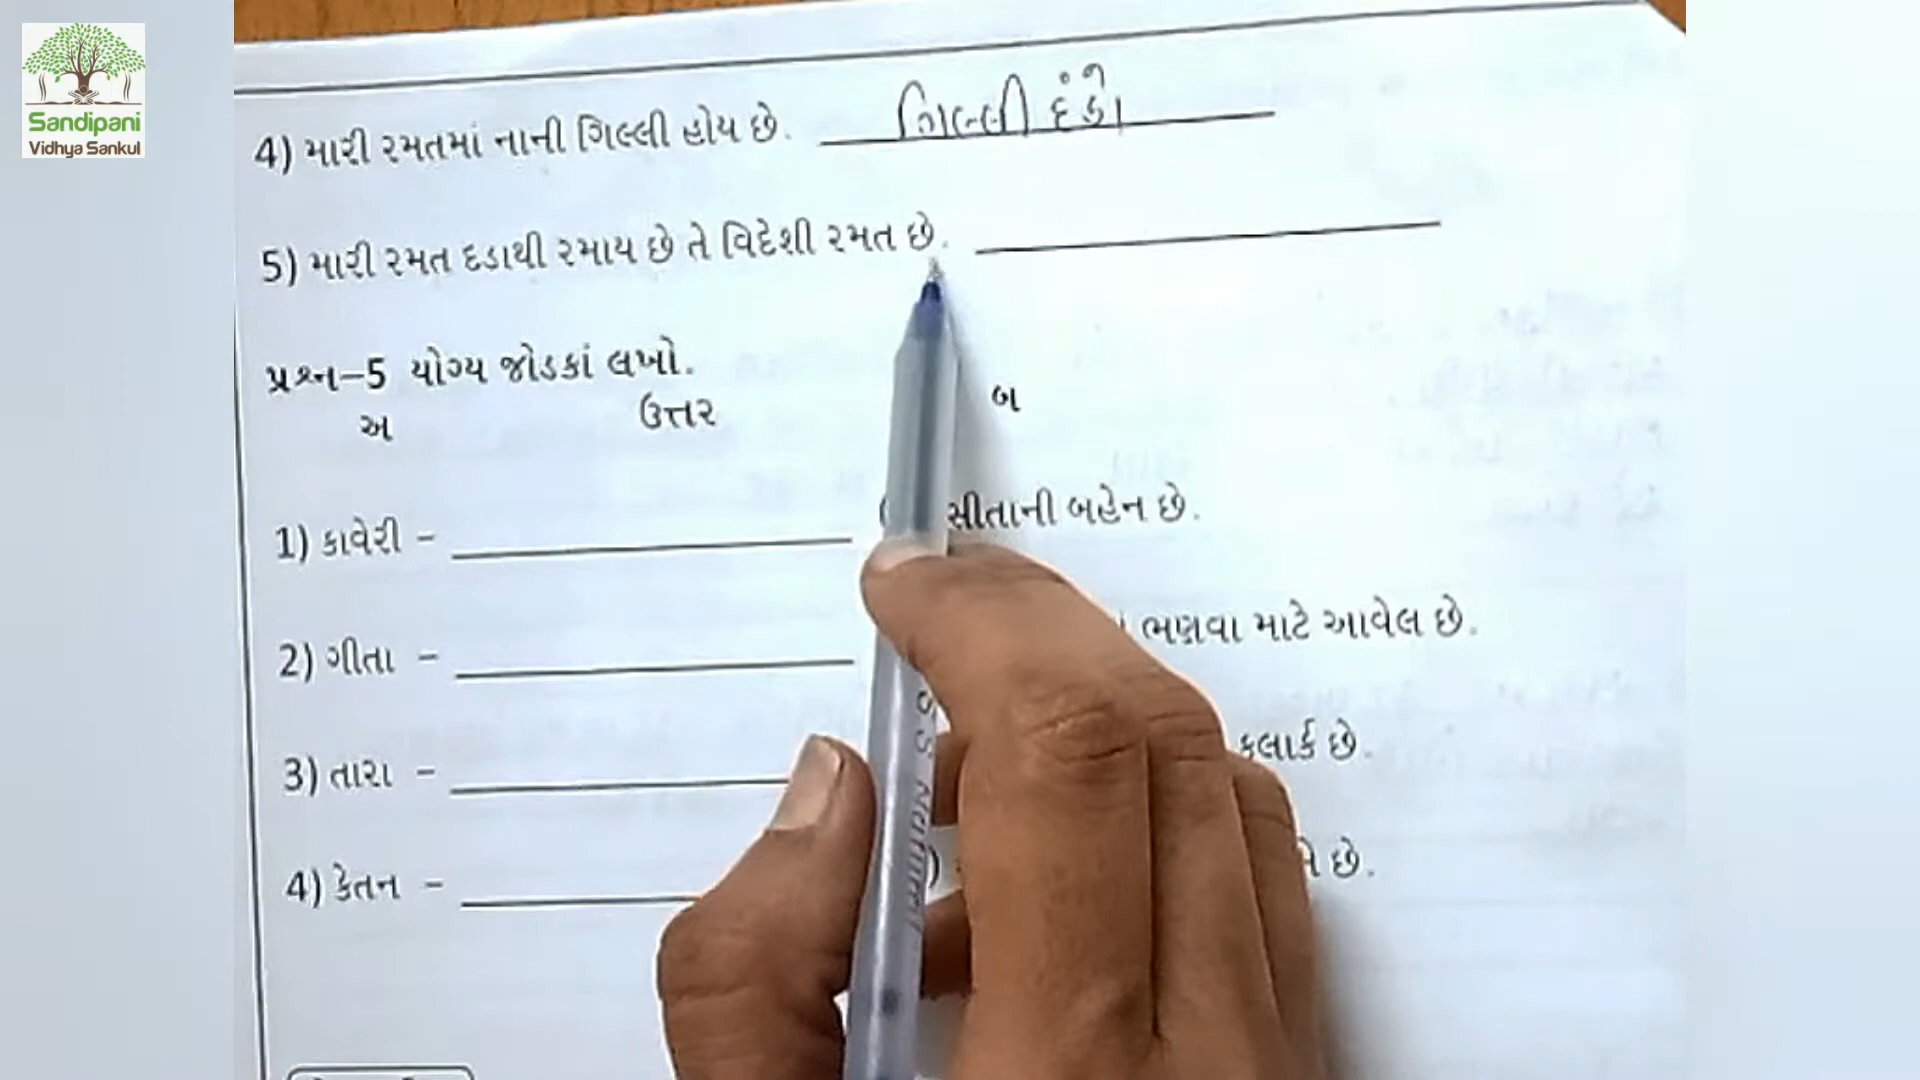 Sandipani
Vidhya Sankul
4) મારી રમતમાં નાની ગિલ્લી હોય છે. ગિલ્લી દંડો
5) મારી રમત દડાથી રમાય છે તે વિદેશી રમત છે.
પ્રશ્ન–5 યોગ્ય જોડકાં લખો.
અ ઉત્તર બ
1) કાવેરી – સીતાની બહેન છે.
2) ગીતા – ભણવા માટે આવેલ છે.
3) તારા – કલાર્ક છે.
4) કેતન – છે.